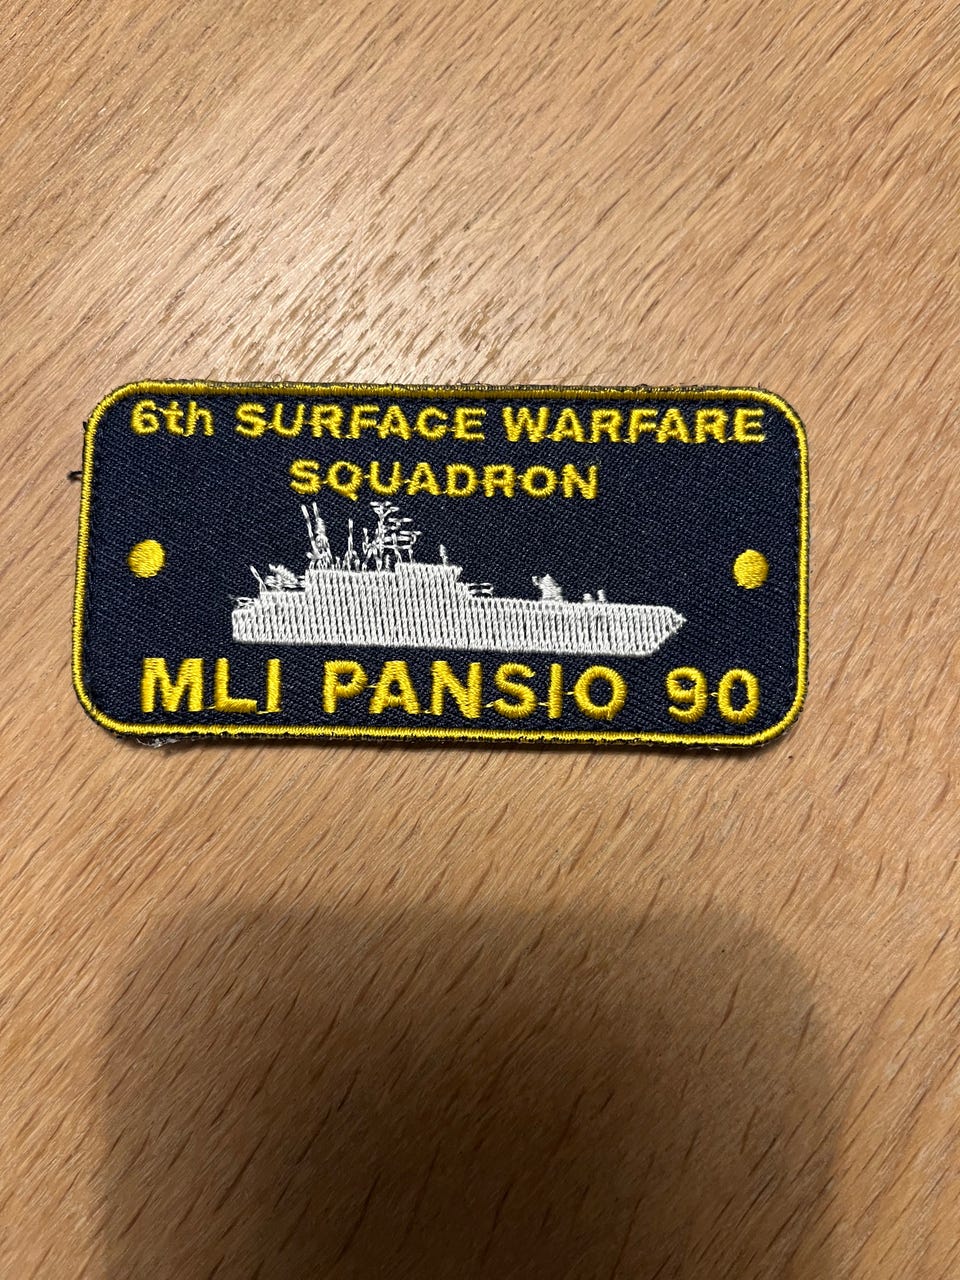 6th SURFACE WARFARE
SQUADRON
MLI PANSIO 90